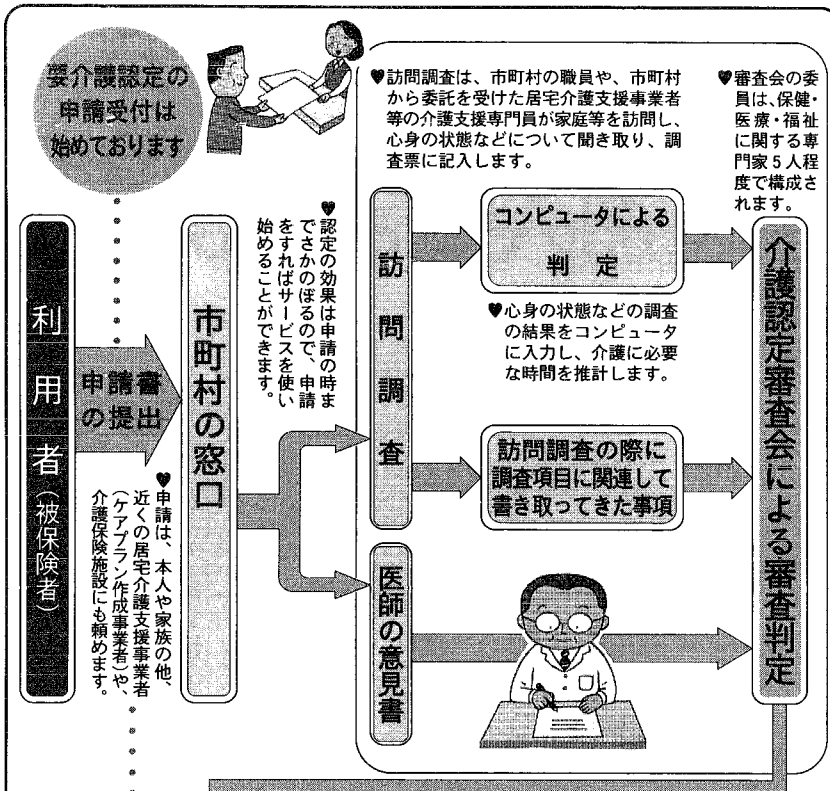 要介護認定の
申請受付は
始めております
利用者(被保険者)
申請書
の提出
♥申請は、本人や家族の他、
近くの居宅介護支援事業者
(ケアプラン作成事業者)や、
介護保険施設にも頼めます。
市町村の窓口
♥認定の効果は申請の時ま
でさかのぼるので、申請
をすればサービスを使い
始めることができます。
♥訪問調査は、市町村の職員や、市町村
から委託を受けた居宅介護支援事業者
等の介護支援専門員が家庭等を訪問し、
心身の状態などについて聞き取り、調
査票に記入します。
訪問調査
コンピュータによる
判定
♥心身の状態などの調査
の結果をコンピュータ
に入力し、介護に必要
な時間を推計します。
訪問調査の際に
調査項目に関連して
書き取ってきた事項
医師の意見書
♥審査会の委
員は、保健・
医療・福祉
に関する専
門家5人程
度で構成さ
れます。
介護認定審査会による審査判定